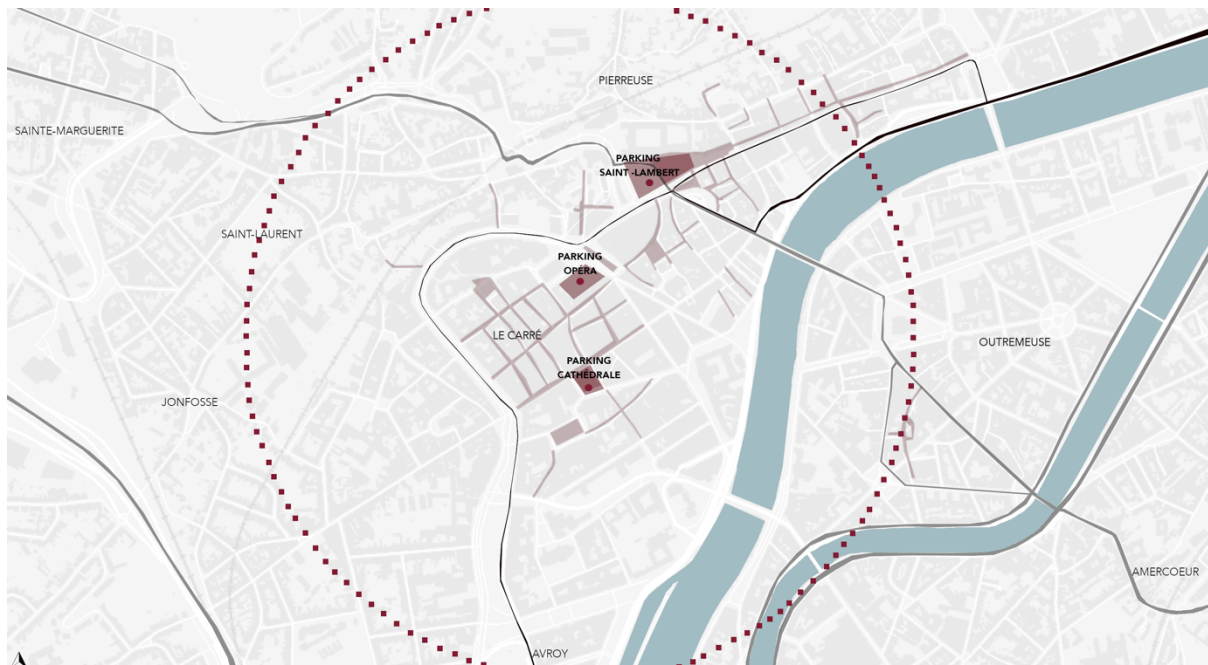 PIERREUSE
SAINTE-MARGUERITE
PARKING
SAINT -LAMBERT
SAINT-LAURENT
PARKING
OPÉRA
LE CARRÉ
OUTREMEUSE
PARKING
CATHÉDRALE
JONFOSSE
AMERCOEUR
AVROY